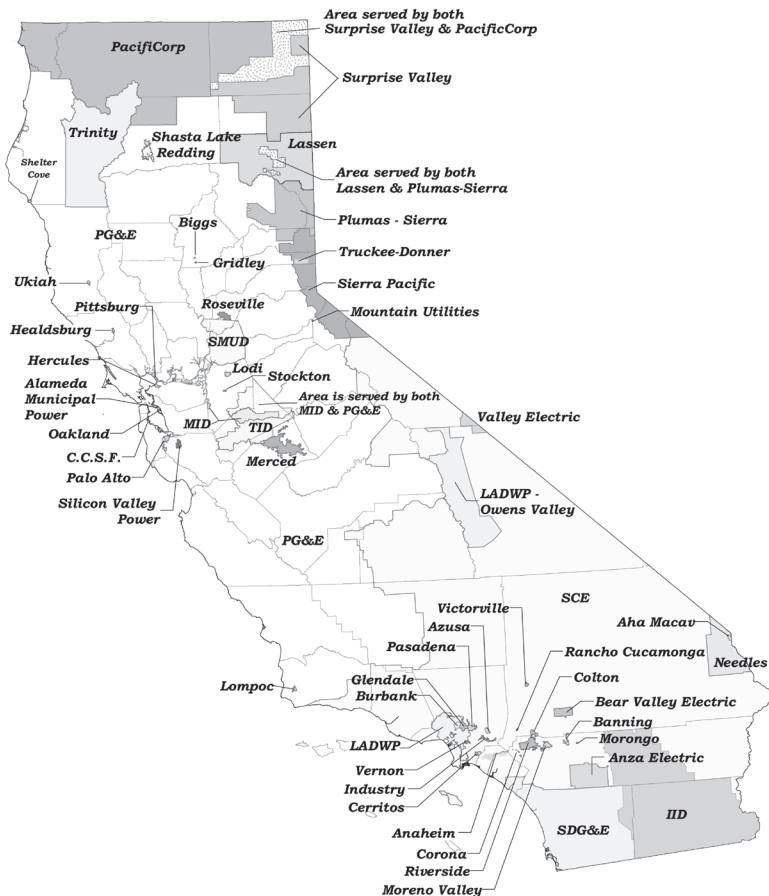 Area served by both
Surprise Valley & PacificCorp
PacifiCorp
Surprise Valley
Trinity
Shasta Lake
Redding
Lassen
Shelter
Cove
Area served by both
Lassen & Plumas-Sierra
Biggs
Plumas - Sierra
PG&E
Gridley
Truckee-Donner
Ukiah
Sierra Pacific
Pittsburg
Roseville
Mountain Utilities
Healdsburg
SMUD
Hercules
Lodi
Stockton
Alameda
Municipal
Power
Area is served by both
MID & PG&E
Valley Electric
Oakland
MID
TID
C.C.S.F.
Merced
Palo Alto
LADWP -
Owens Valley
Silicon Valley
Power
PG&E
SCE
Victorville
Azusa
Aha Macav
Pasadena
Rancho Cucamonga
Needles
Glendale
Colton
Lompoc
Burbank
Bear Valley Electric
Banning
Morongo
LADWP
Anza Electric
Vernon
Industry
Cerritos
Anaheim
SDG&E
IID
Corona
Riverside
Moreno Valley